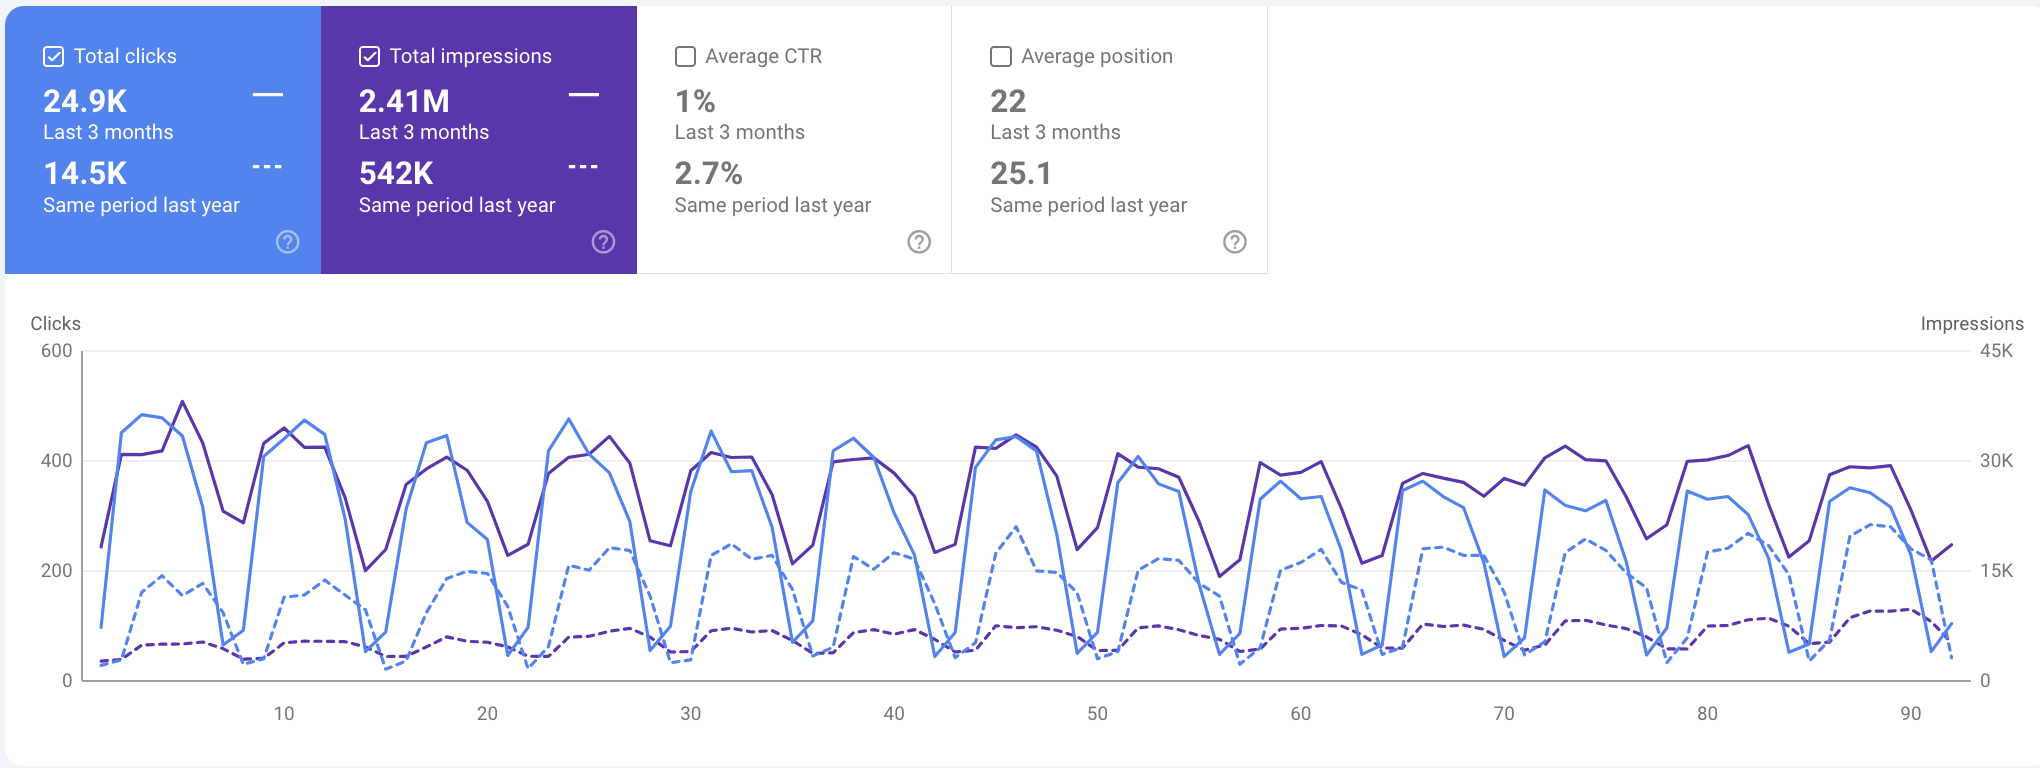 Total clicks
24.9K
Last 3 months
14.5K
Same period last year
Total impressions
2.41M
Last 3 months
542K
Same period last year
Average CTR
1%
Last 3 months
2.7%
Same period last year
Average position
22
Last 3 months
25.1
Same period last year
Clicks
Impressions
600
400
200
0
45K
30K
15K
0
10 20 30 40 50 60 70 80 90